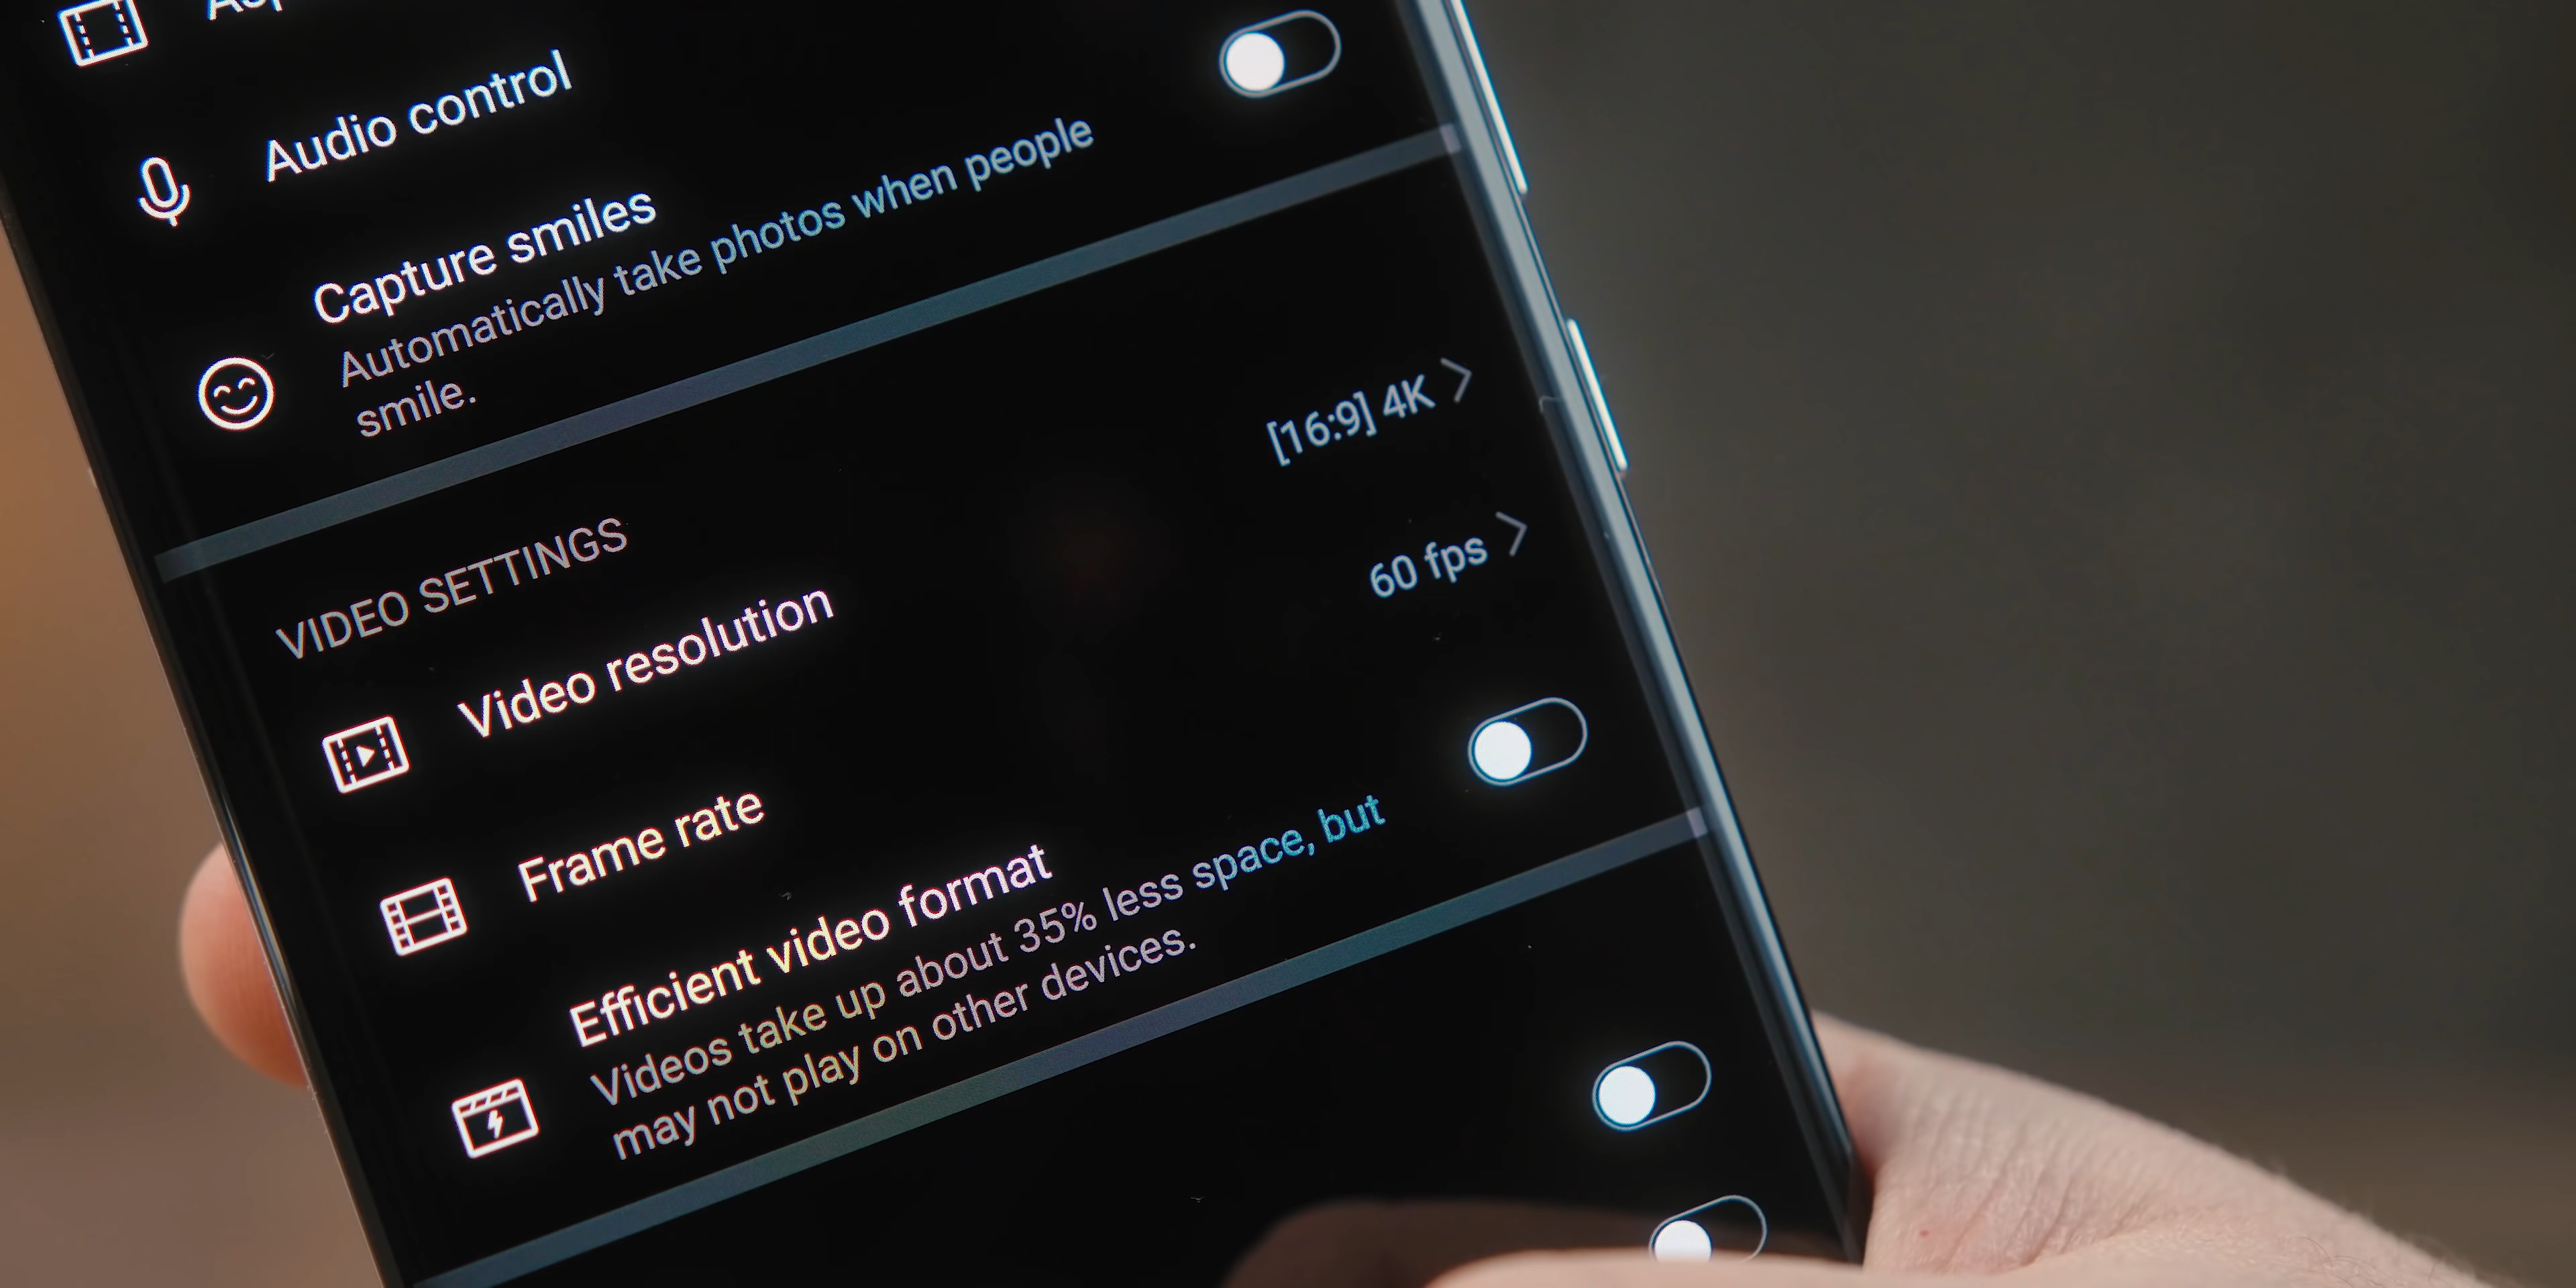 Audio control
Capture smiles
Automatically take photos when people
smile.
VIDEO SETTINGS
Video resolution
[16:9] 4K
Frame rate
60 fps
Efficient video format
Videos take up about 35% less space, but
may not play on other devices.